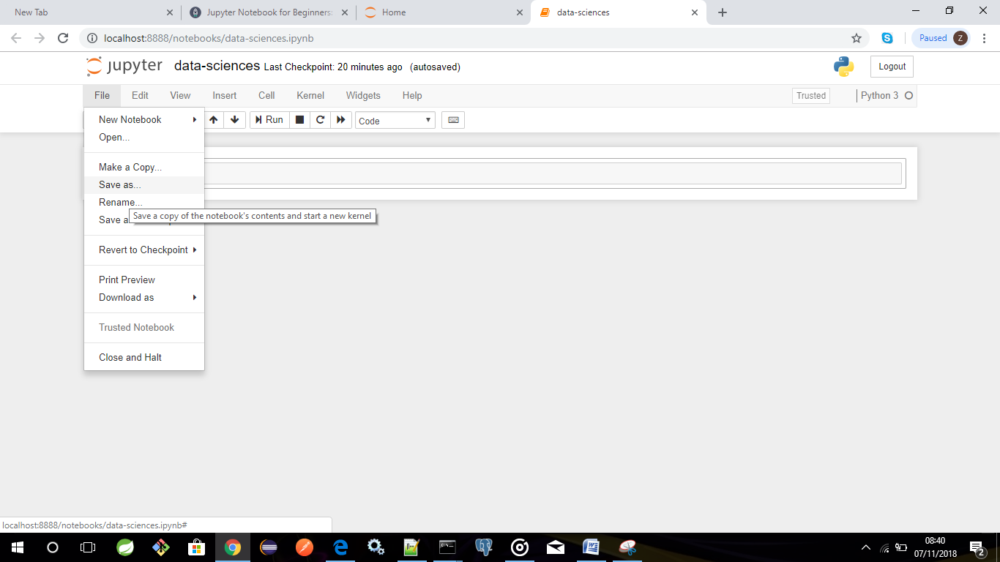 New Tab
Jupyter Notebook for Beginners:
Home
data-sciences
localhost:8888/notebooks/data-sciences.ipynb
Paused Z
jupyter data-sciences Last Checkpoint: 20 minutes ago (autosaved)
Logout
File Edit View Insert Cell Kernel Widgets Help
Trusted
Python 3
Run
Code
New Notebook
Open...
Make a Copy...
Save as...
Rename...
Save a
Save a copy of the notebook's contents and start a new kernel
Revert to Checkpoint
Print Preview
Download as
Trusted Notebook
Close and Halt
localhost:8888/notebooks/data-sciences.ipynb#
08:40
07/11/2018
2